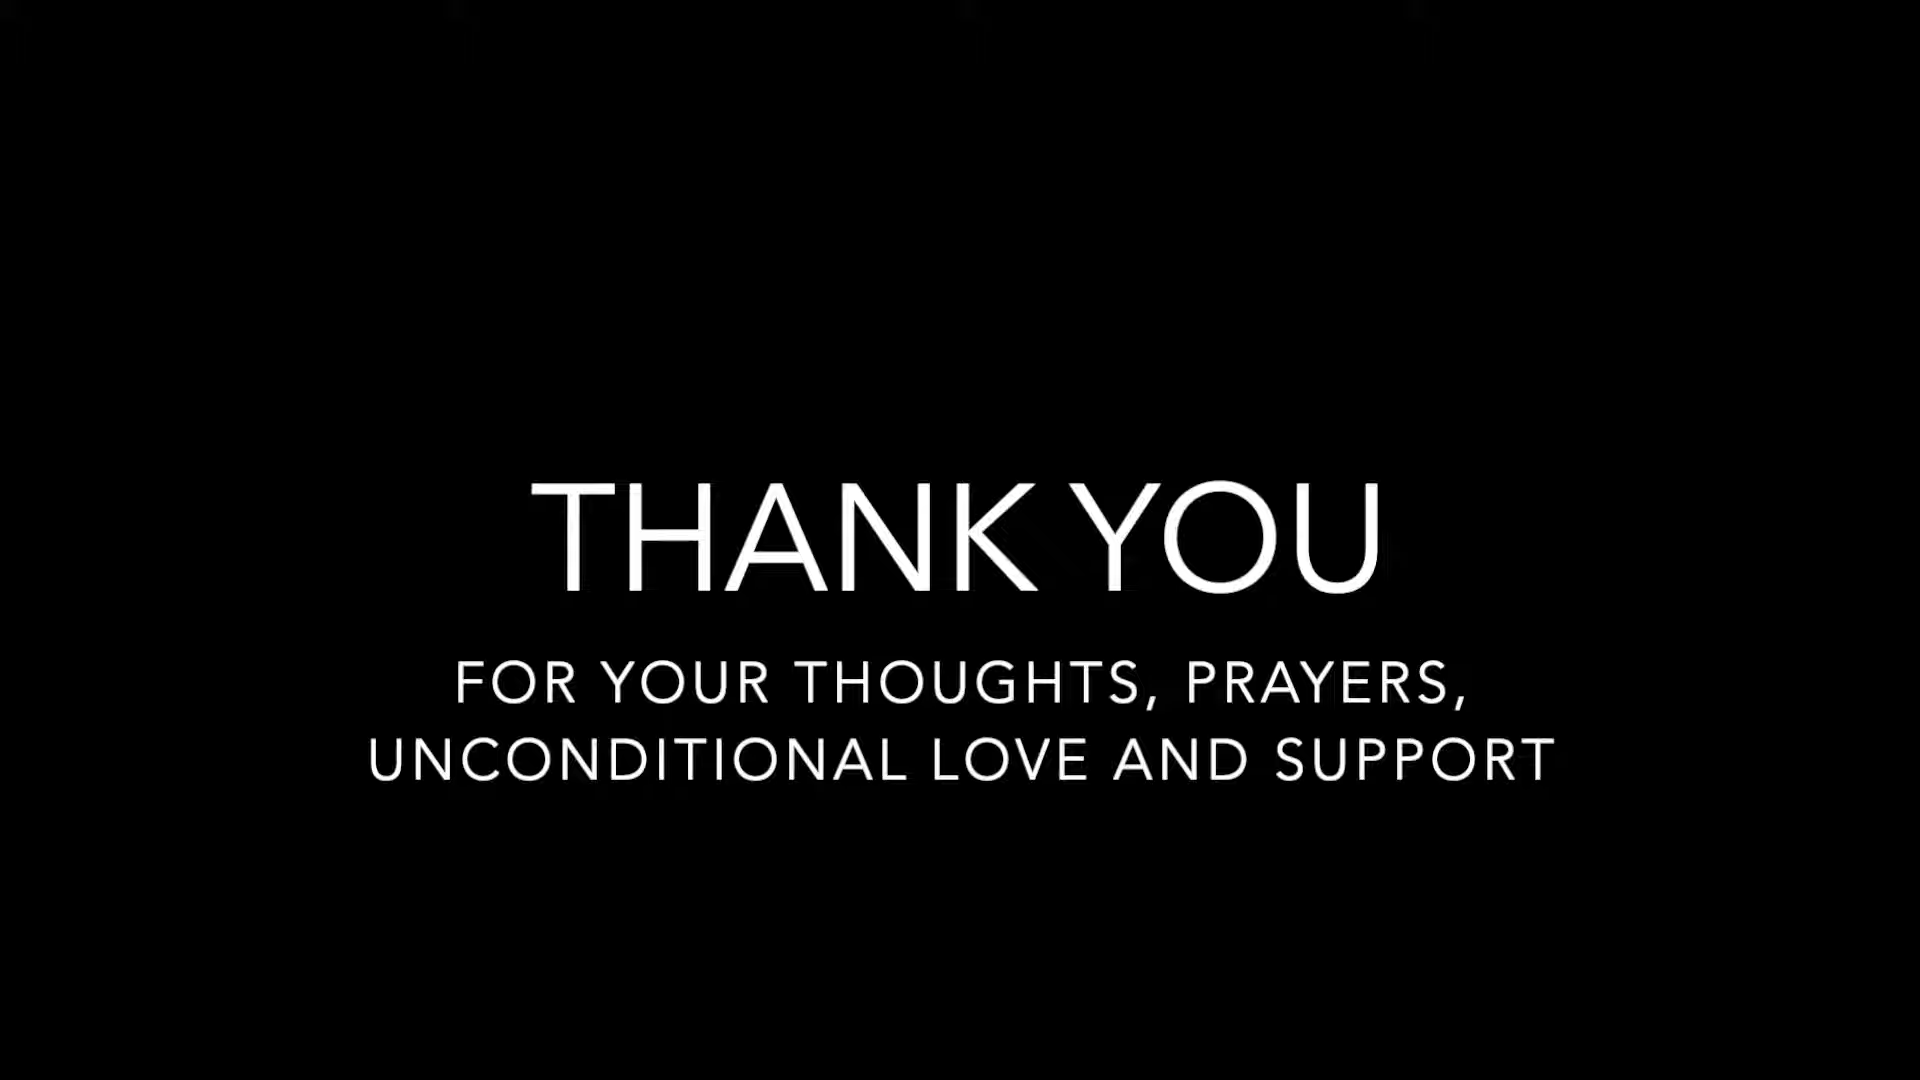 THANK YOU
FOR YOUR THOUGHTS, PRAYERS,
UNCONDITIONAL LOVE AND SUPPORT